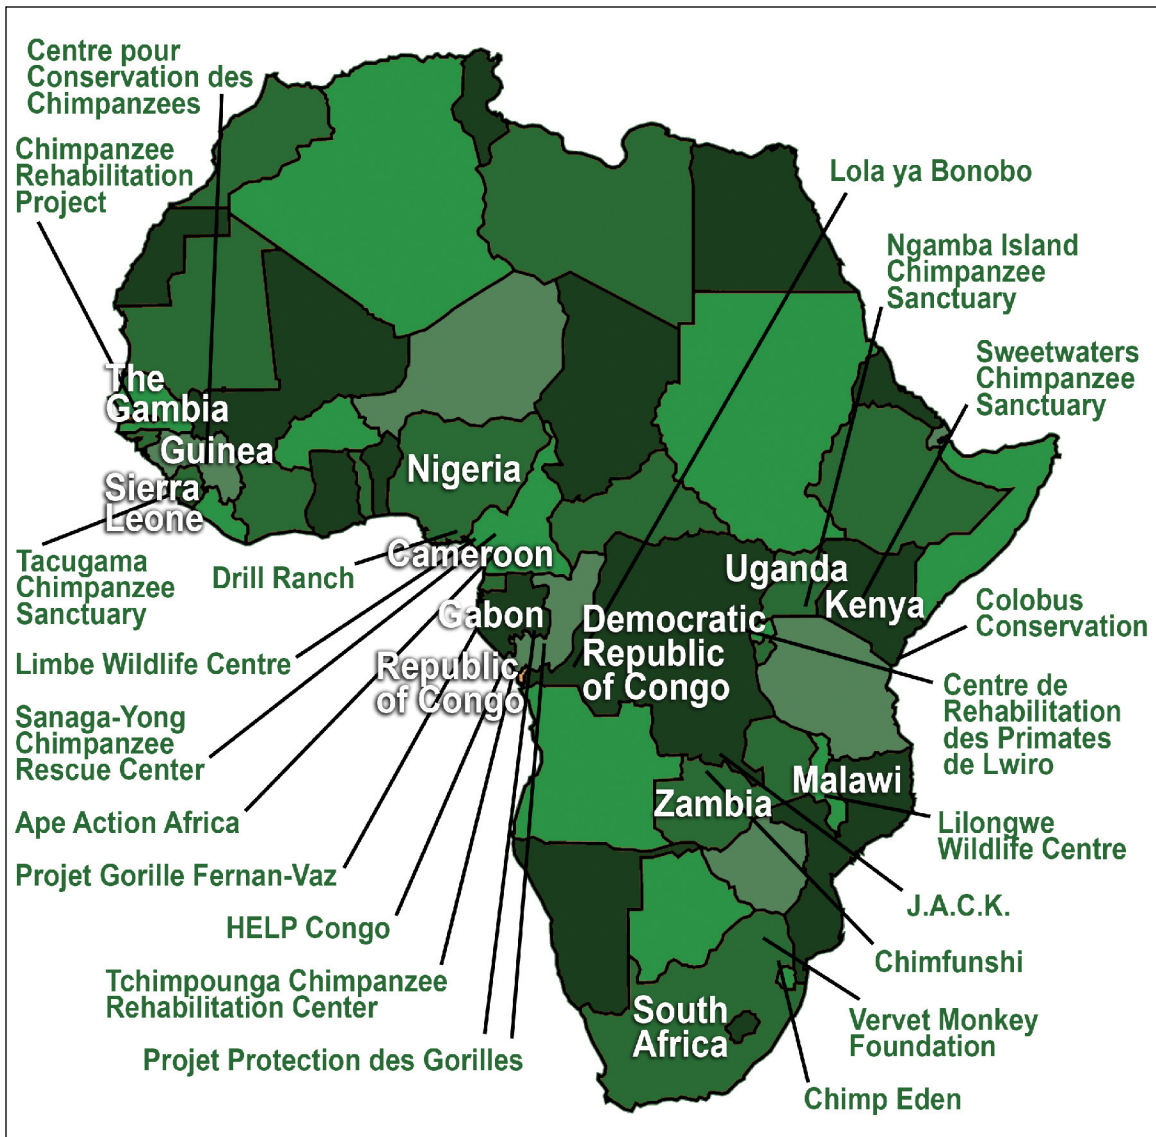 Centre pour
Conservation des
Chimpanzees
Chimpanzee
Rehabilitation
Project
Lola ya Bonobo
Ngamba Island
Chimpanzee
Sanctuary
Sweetwaters
Chimpanzee
Sanctuary
The
Gambia
Guinea
Sierra
Leone
Nigeria
Cameroon
Gabon
Republic
of Congo
Democratic
Republic
of Congo
Uganda
Kenya
Malawi
Zambia
South
Africa
Tacugama
Chimpanzee
Sanctuary
Drill Ranch
Limbe Wildlife Centre
Sanaga-Yong
Chimpanzee
Rescue Center
Ape Action Africa
Projet Gorille Fernan-Vaz
HELP Congo
Tchimpounga Chimpanzee
Rehabilitation Center
Projet Protection des Gorilles
Colobus
Conservation
Centre de
Rehabilitation
des Primates
de Lwiro
Lilongwe
Wildlife Centre
J.A.C.K.
Chimfunshi
Vervet Monkey
Foundation
Chimp Eden